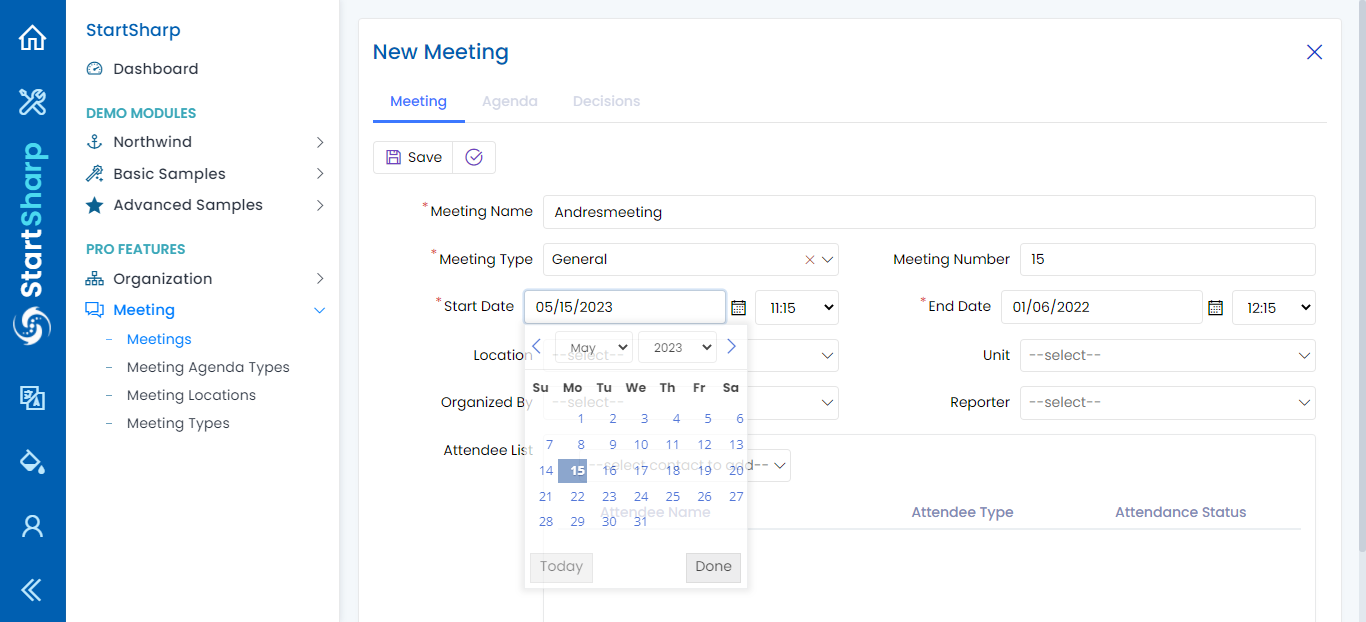 StartSharp
StartSharp
Dashboard
DEMO MODULES
Northwind
Basic Samples
Advanced Samples
PRO FEATURES
Organization
Meeting
Meetings
Meeting Agenda Types
Meeting Locations
Meeting Types
New Meeting
Meeting Agenda Decisions
Save
*Meeting Name Andresmeeting
*Meeting Type General Meeting Number 15
*Start Date 05/15/2023 11:15 *End Date 01/06/2022 12:15
Location --select-- Unit --select--
Organized By --select-- Reporter --select--
Attendee List --select contact to add--
Attendee Name Attendee Type Attendance Status
May 2023
Su Mo Tu We Th Fr Sa
1 2 3 4 5 6
7 8 9 10 11 12 13
14 15 16 17 18 19 20
21 22 23 24 25 26 27
28 29 30 31
Today Done